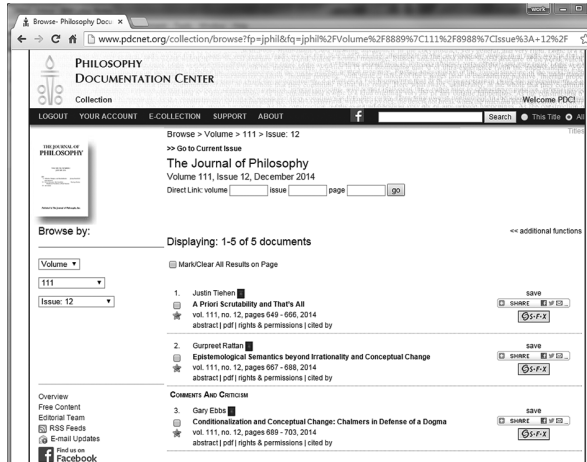 work
Browse- Philosophy Docu
www.pdcnet.org/collection/browse?fp=jphil&fq=jphil%2FVolume%2F8889%7C111%2F8988%7CIssue%3A+12%2F
PHILOSOPHY
DOCUMENTATION CENTER
Collection
Welcome PDC!
LOGOUT YOUR ACCOUNT E-COLLECTION SUPPORT ABOUT f Search This Title All
Titles
THE JOURNAL OF
PHILOSOPHY
Browse > Volume > 111 > Issue: 12
>> Go to Current Issue
The Journal of Philosophy
Volume 111, Issue 12, December 2014
Direct Link: volume issue page go
Browse by:
<< additional functions
Displaying: 1-5 of 5 documents
Volume
Mark/Clear All Results on Page
111
Issue: 12
1. Justin Tiehen
save
A Priori Scrutability and That's All
SHARE
vol. 111, no. 12, pages 649 - 666, 2014
S·F·X
abstract | pdf | rights & permissions | cited by
2. Gurpreet Rattan
save
Epistemological Semantics beyond Irrationality and Conceptual Change
SHARE
vol. 111, no. 12, pages 667 - 688, 2014
S·F·X
abstract | pdf | rights & permissions | cited by
COMMENTS AND CRITICISM
3. Gary Ebbs
save
Conditionalization and Conceptual Change: Chalmers in Defense of a Dogma
SHARE
vol. 111, no. 12, pages 689 - 703, 2014
S·F·X
abstract | pdf | rights & permissions | cited by
Overview
Free Content
Editorial Team
RSS Feeds
E-mail Updates
Find us on
Facebook